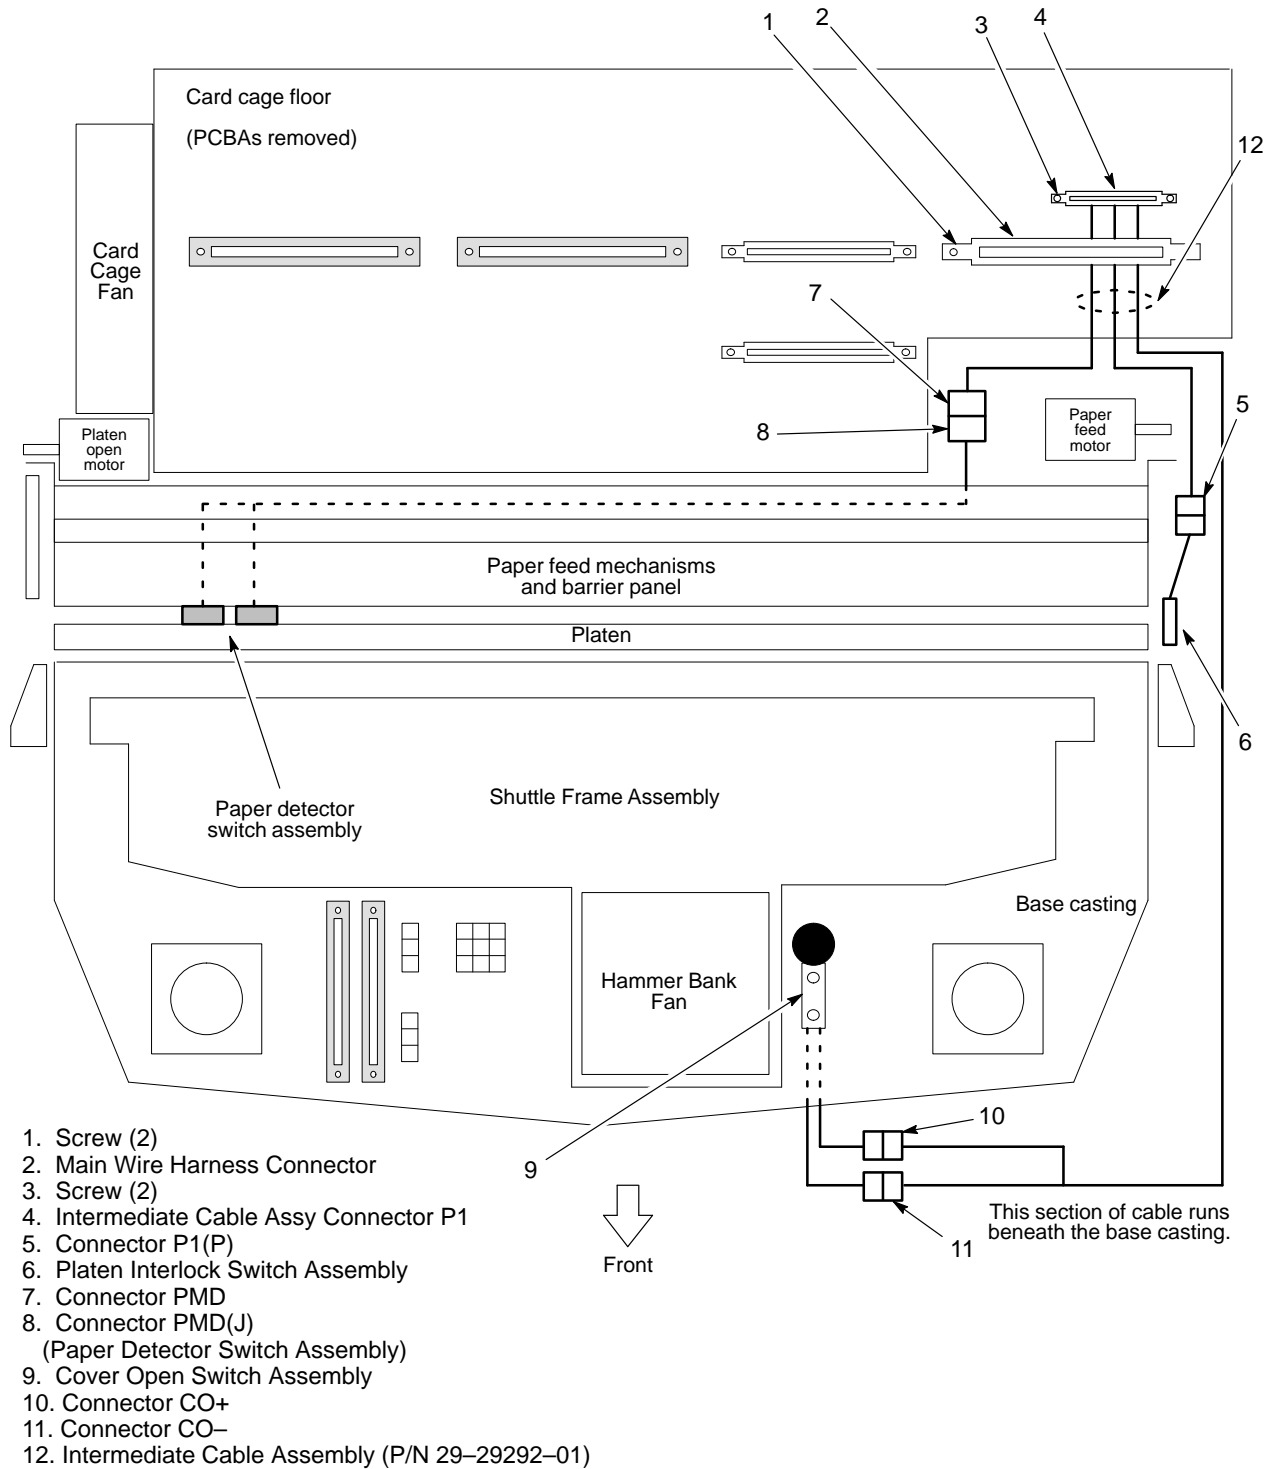 1
2
3
4
Card cage floor
(PCBAs removed)
12
Card
Cage
Fan
7
5
Platen
open
motor
8
Paper
feed
motor
Paper feed mechanisms
and barrier panel
Platen
6
Paper detector
switch assembly
Shuttle Frame Assembly
Base casting
Hammer Bank
Fan
10
9
11
This section of cable runs
beneath the base casting.
Front
1. Screw (2)
2. Main Wire Harness Connector
3. Screw (2)
4. Intermediate Cable Assy Connector P1
5. Connector P1(P)
6. Platen Interlock Switch Assembly
7. Connector PMD
8. Connector PMD(J)
(Paper Detector Switch Assembly)
9. Cover Open Switch Assembly
10. Connector CO+
11. Connector CO–
12. Intermediate Cable Assembly (P/N 29–29292–01)